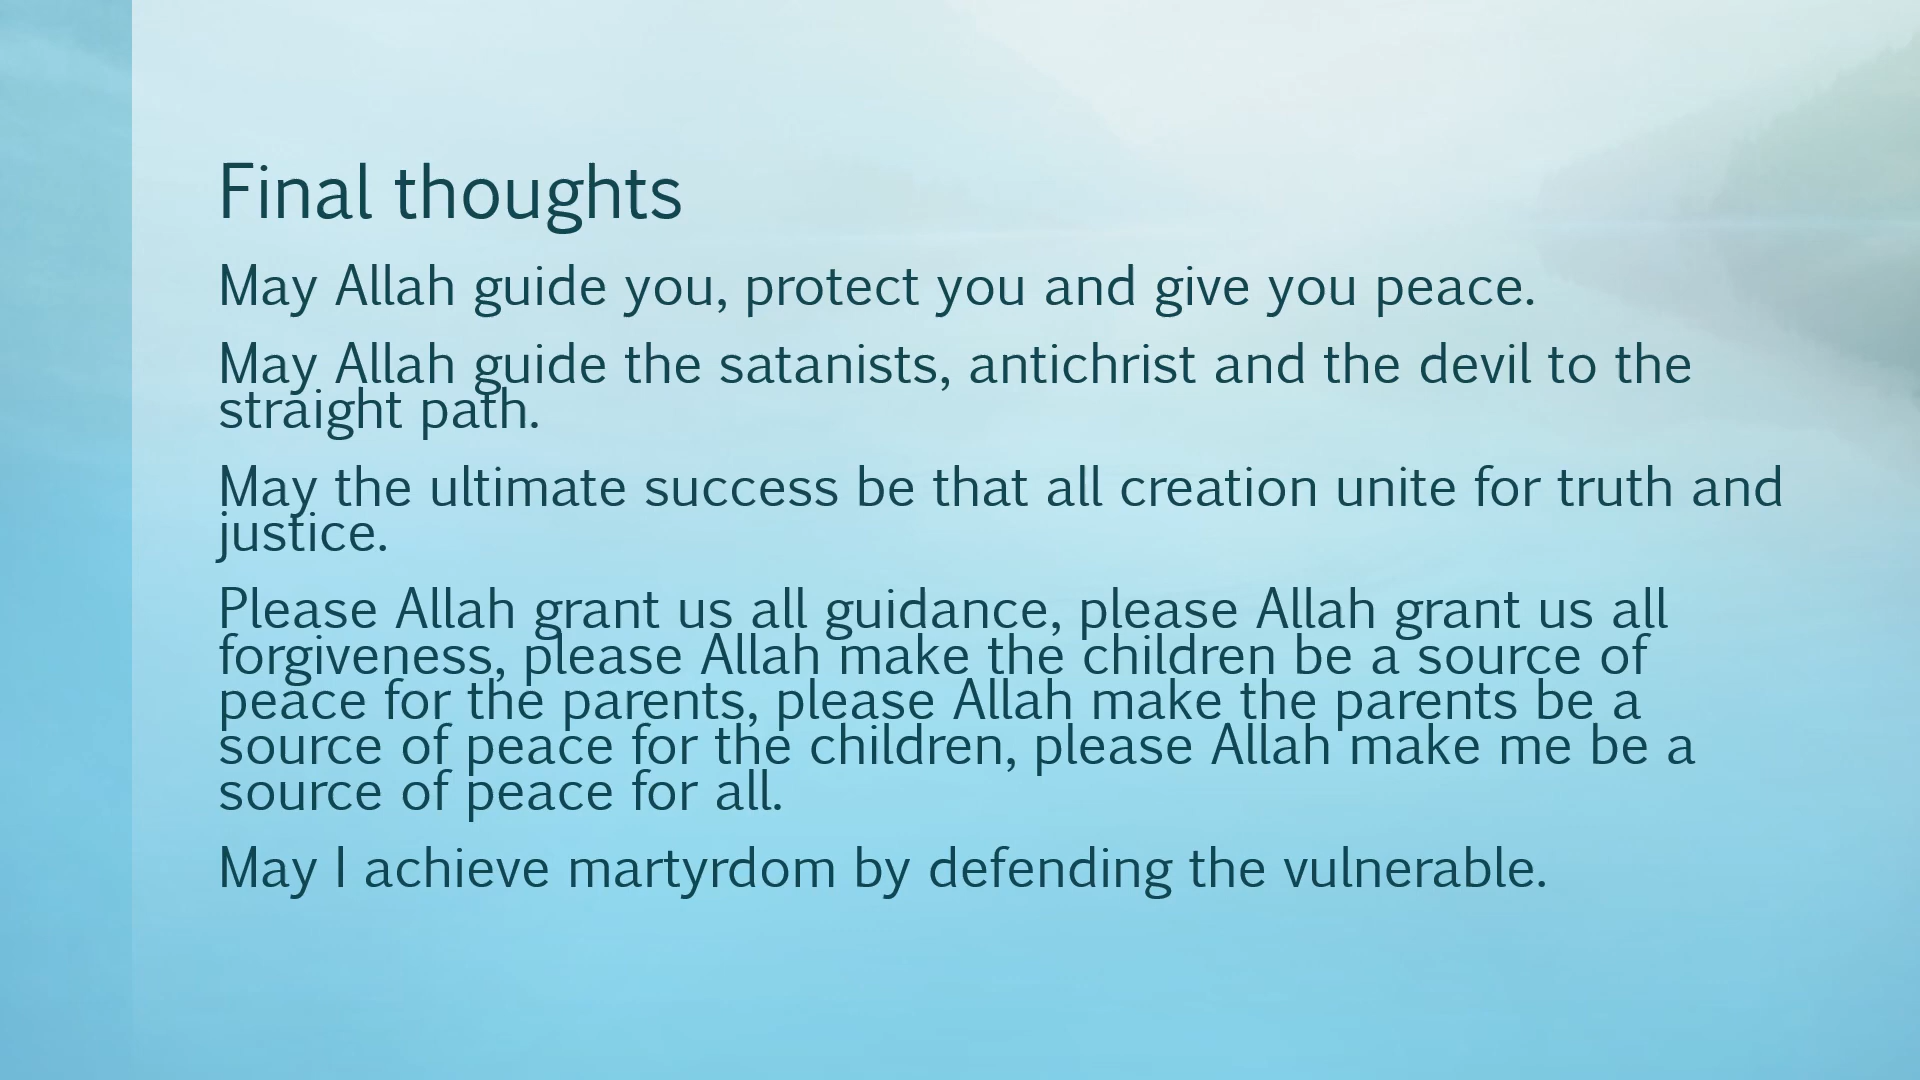 Final thoughts
May Allah guide you, protect you and give you peace.
May Allah guide the satanists, antichrist and the devil to the
straight path.
May the ultimate success be that all creation unite for truth and
justice.
Please Allah grant us all guidance, please Allah grant us all
forgiveness, please Allah make the children be a source of
peace for the parents, please Allah make the parents be a
source of peace for the children, please Allah make me be a
source of peace for all.
May I achieve martyrdom by defending the vulnerable.